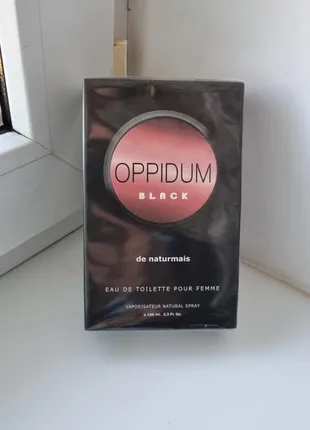 OPPIDUM
BLACK
de naturmais
EAU DE TOILETTE POUR FEMME
VAPORISATEUR NATURAL SPRAY
e 100 ml. 3.3 Fl. Oz.